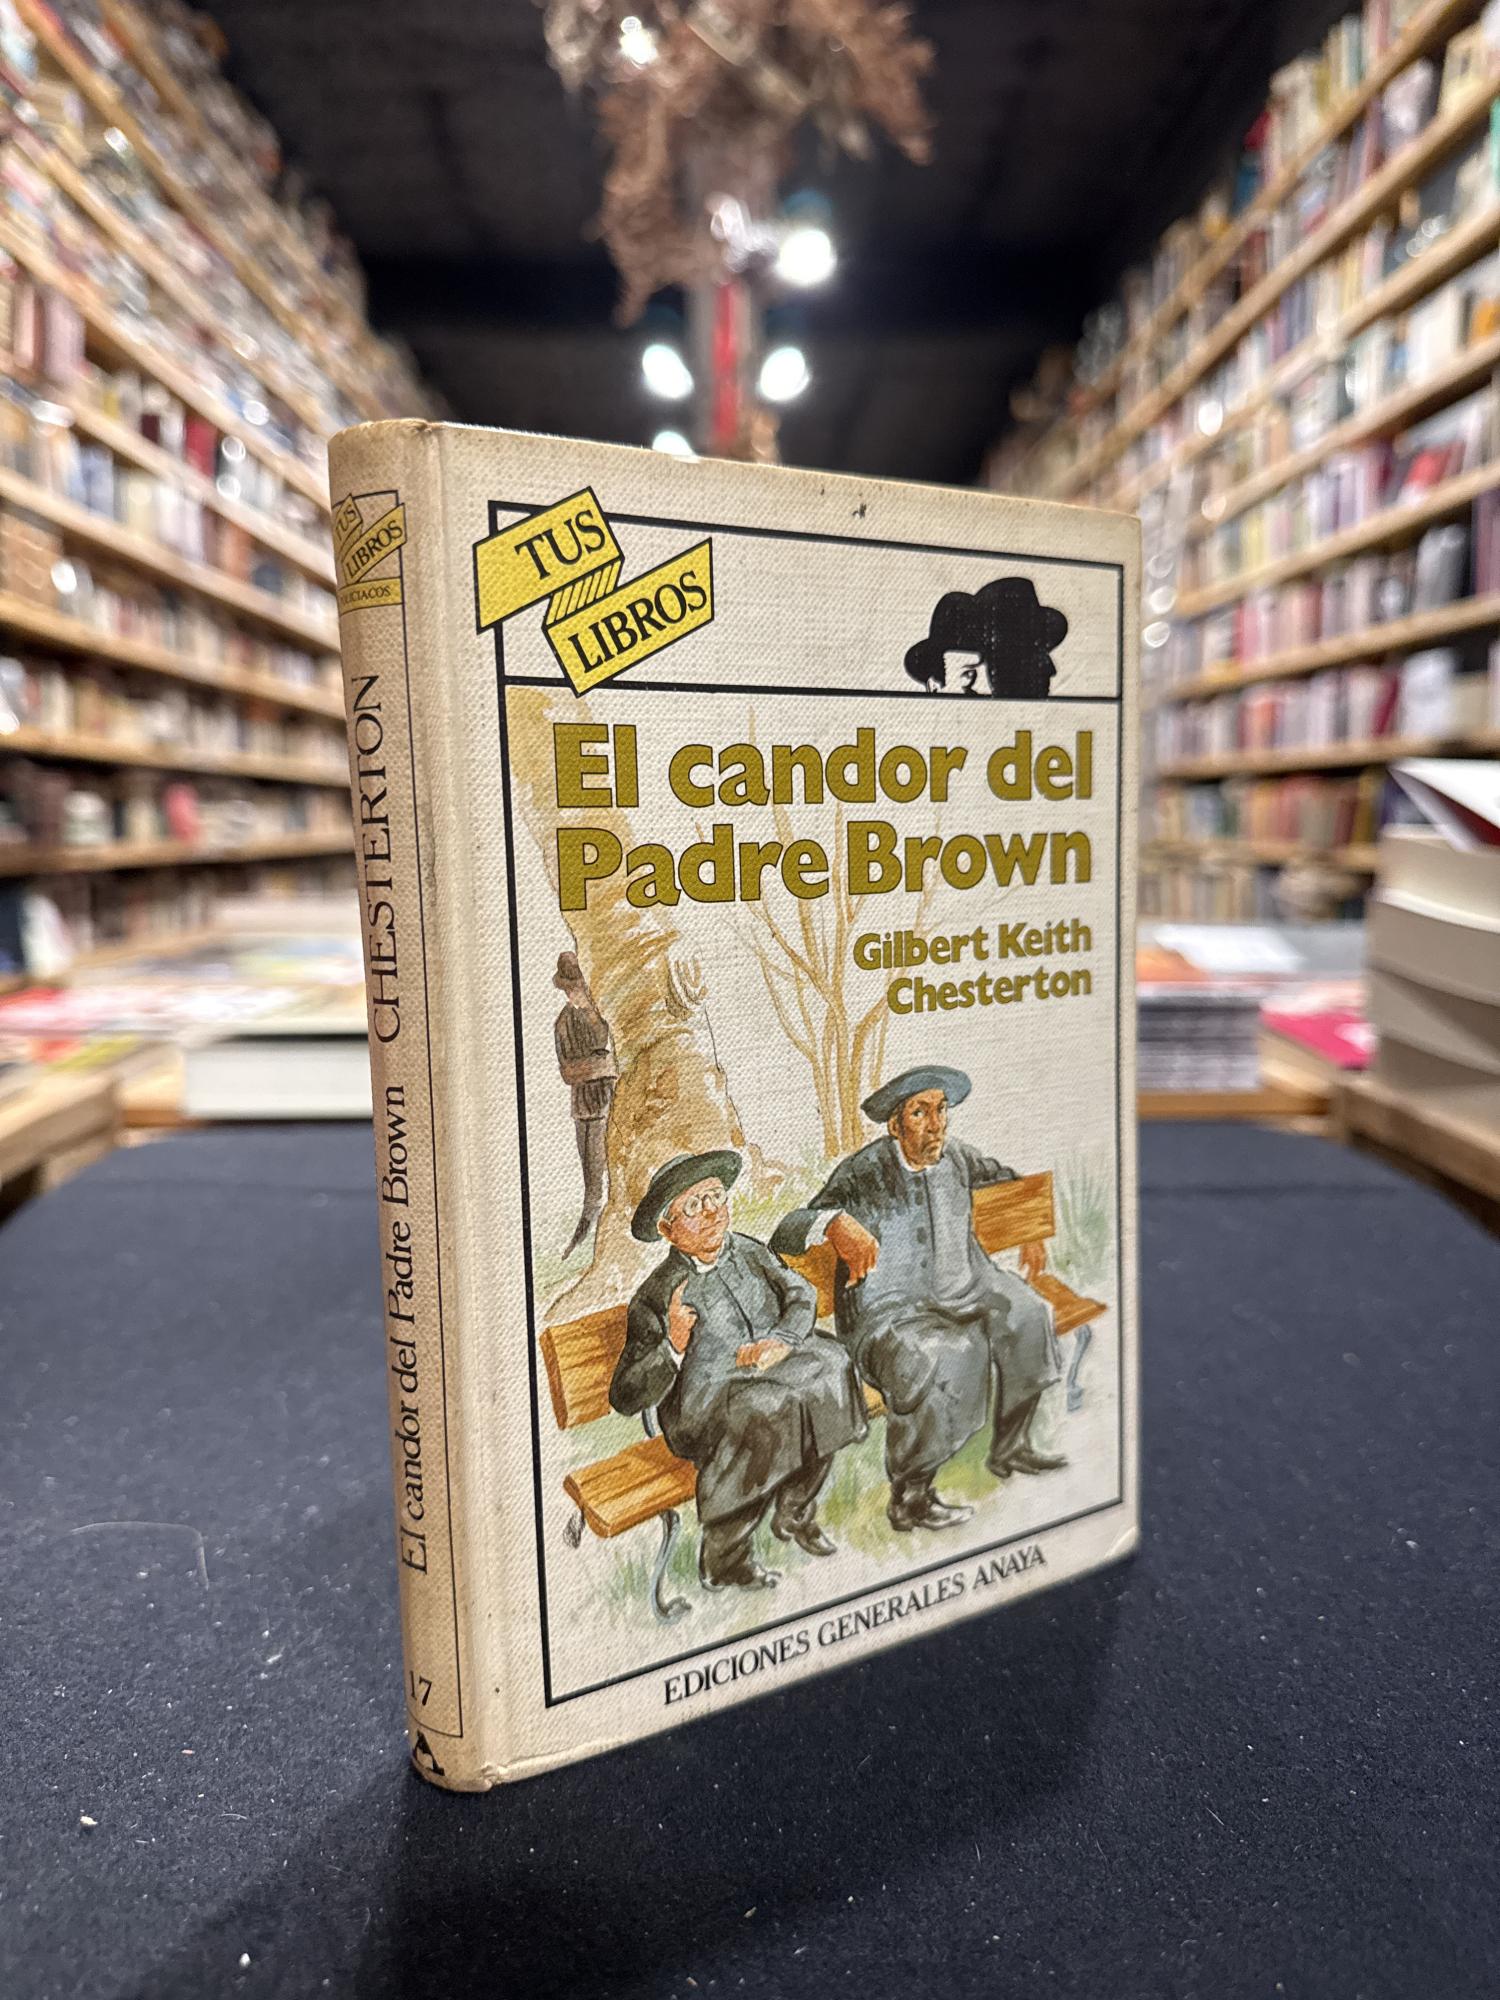 TUS
LIBROS
El candor del
Padre Brown
Gilbert Keith
Chesterton
EDICIONES GENERALES ANAYA
TUS
LIBROS
POLICIACOS
El candor del Padre Brown CHESTERTON
17
A